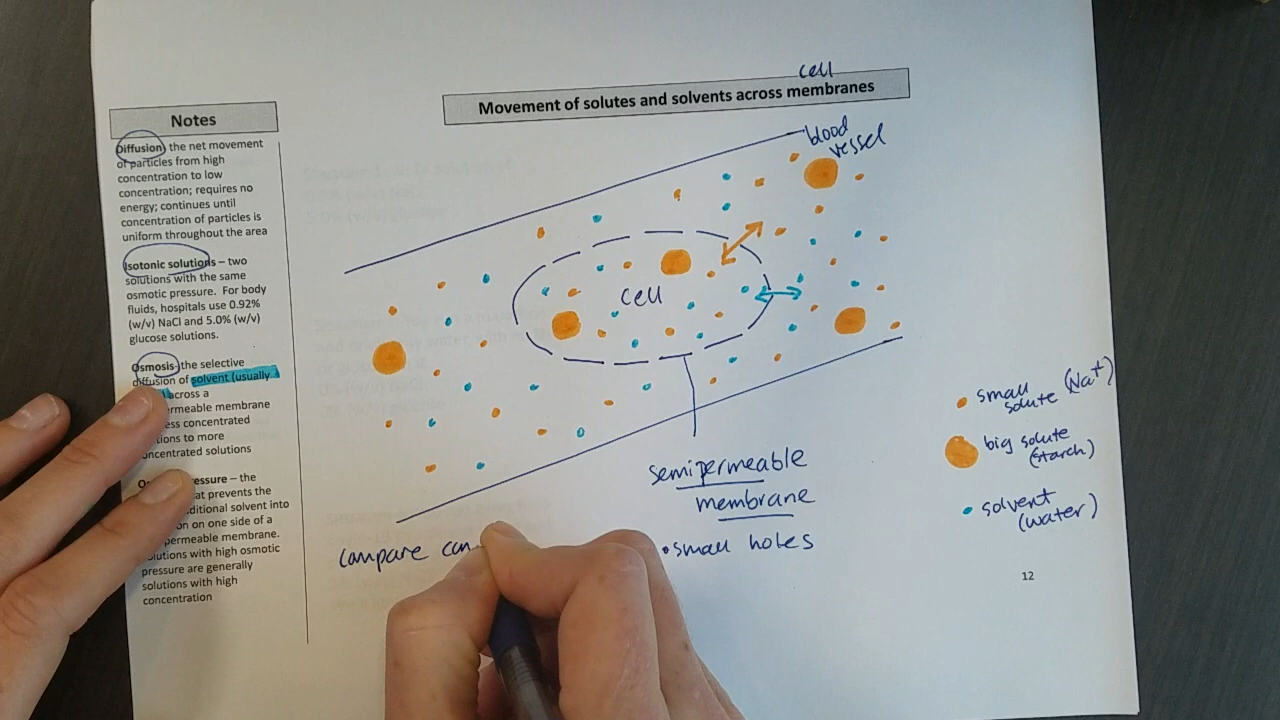 cell
Movement of solutes and solvents across membranes
Notes
Diffusion the net movement
of particles from high
concentration to low
concentration; requires no
energy; continues until
concentration of particles is
uniform throughout the area
Isotonic solutions – two
solutions with the same
osmotic pressure. For body
fluids, hospitals use 0.92%
(w/v) NaCl and 5.0% (w/v)
glucose solutions.
Osmosis- the selective
diffusion of solvent (usually
across a
permeable membrane
concentrated
to more
concentrated solutions
– the
prevents the
solvent into
on one side of a
membrane.
with high osmotic
pressure are generally
solutions with high
concentration
blood
vessel
cell
semipermeable
membrane
•small holes
compare con
small
solute (Na+)
big solute
(starch)
solvent
(water)
12